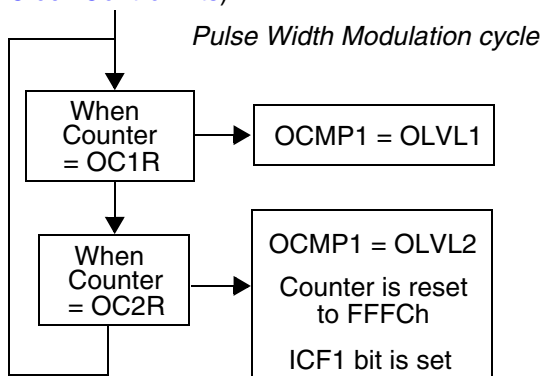 Pulse Width Modulation cycle
When
Counter
= OC1R
OCMP1 = OLVL1
When
Counter
= OC2R
OCMP1 = OLVL2
Counter is reset
to FFFCh
ICF1 bit is set